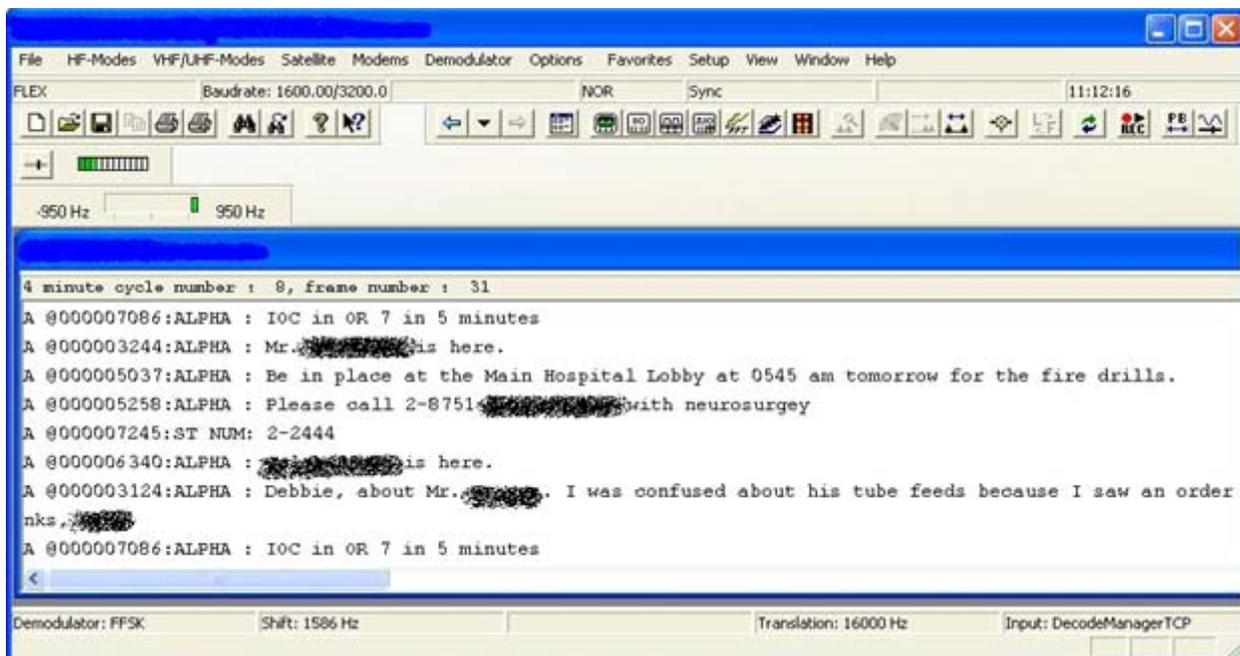 File HF-Modes VHF/UHF-Modes Satellite Modems Demodulator Options Favorites Setup View Window Help
FLEX Baudrate: 1600.00/3200.0 NOR Sync 11:12:16
REC PB
-950 Hz 950 Hz
4 minute cycle number : 8, frame number : 31
A @000007086:ALPHA : IOC in OR 7 in 5 minutes
A @000003244:ALPHA : Mr. is here.
A @000005037:ALPHA : Be in place at the Main Hospital Lobby at 0545 am tomorrow for the fire drills.
A @000005258:ALPHA : Please call 2-8751 with neurosurgey
A @000007245:ST NUM: 2-2444
A @000006340:ALPHA : is here.
A @000003124:ALPHA : Debbie, about Mr. . I was confused about his tube feeds because I saw an order
nks,
A @000007086:ALPHA : IOC in OR 7 in 5 minutes
Demodulator: FFSK Shift: 1586 Hz Translation: 16000 Hz Input: DecodeManagerTCP